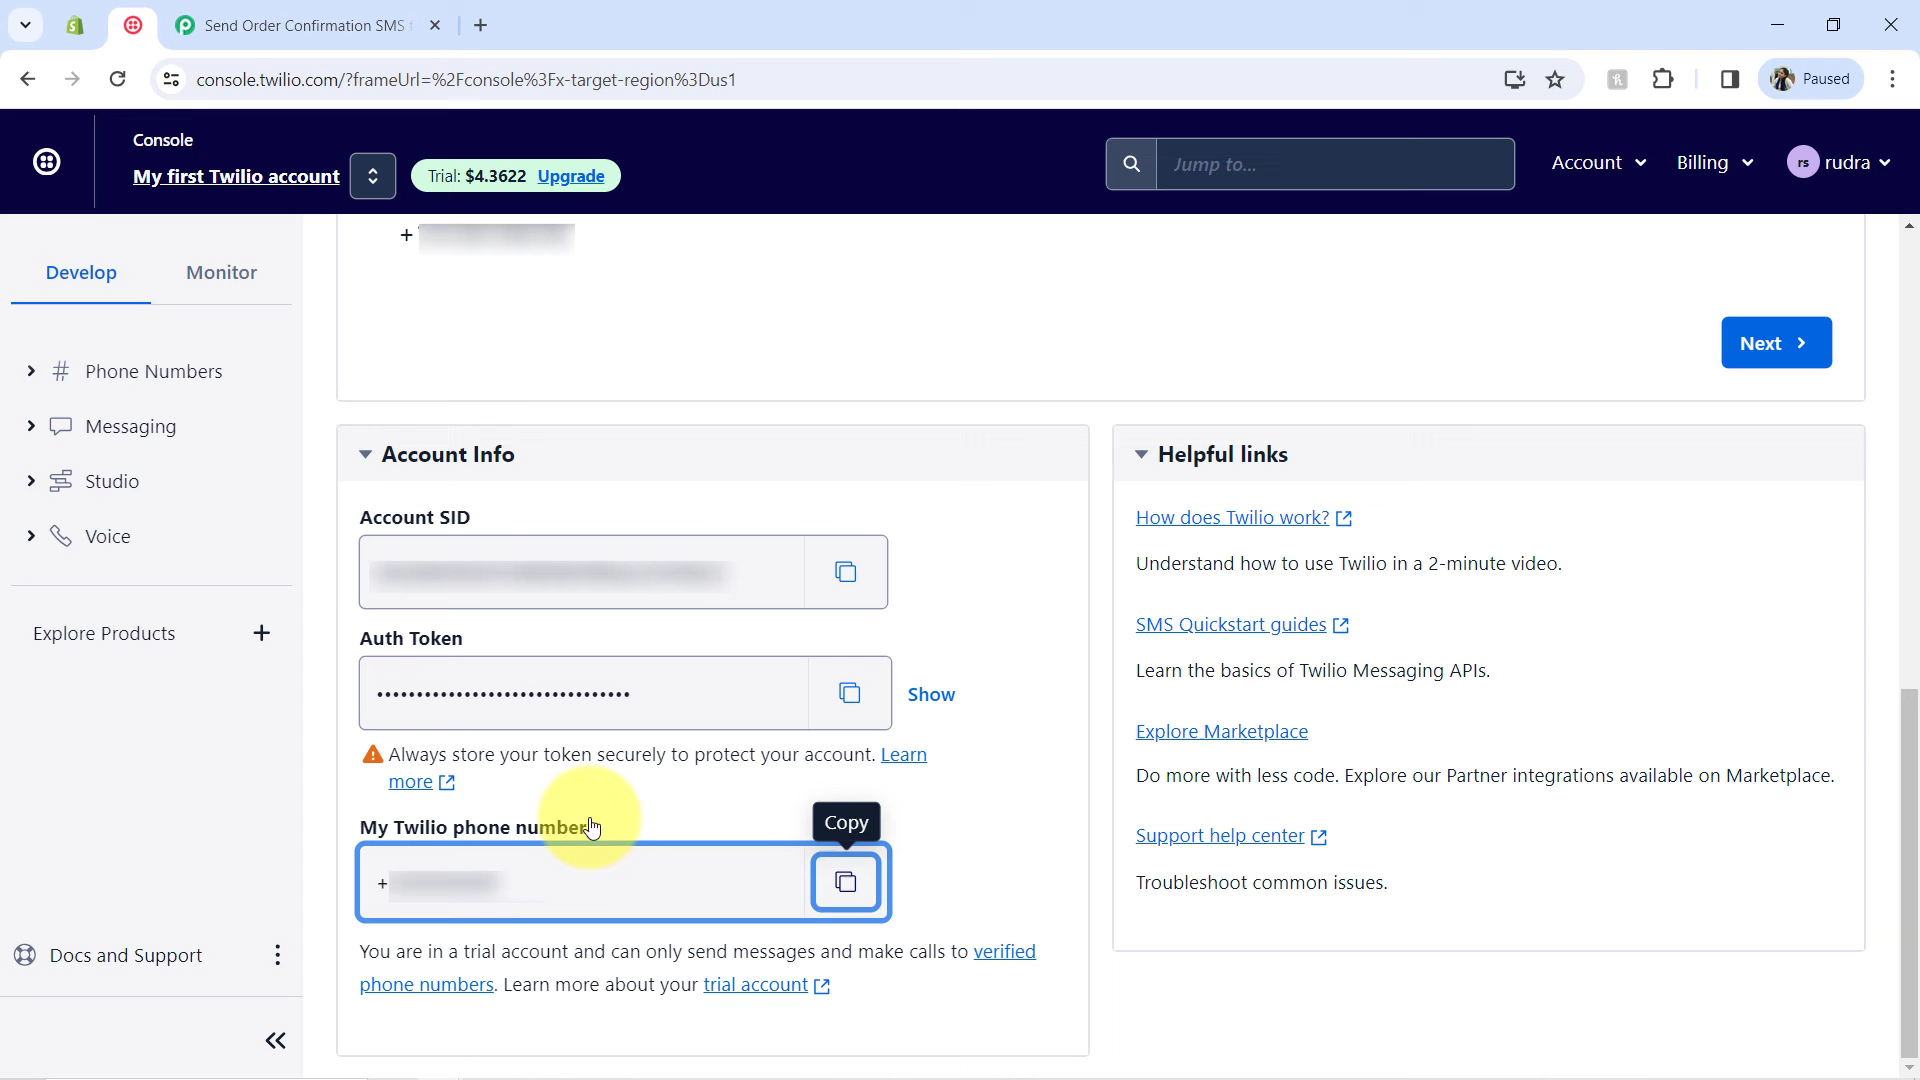 Send Order Confirmation SMS
console.twilio.com/?frameUrl=%2Fconsole%3Fx-target-region%3Dus1
Paused
Console
My first Twilio account
Trial: $4.3622 Upgrade
Jump to...
Account
Billing
rs rudra
Develop
Monitor
Phone Numbers
Messaging
Studio
Voice
Explore Products
Docs and Support
+
Next
Account Info
Account SID
Auth Token
••••••••••••••••••••••••••••••••
Show
Always store your token securely to protect your account. Learn
more
My Twilio phone number
Copy
+
You are in a trial account and can only send messages and make calls to verified
phone numbers. Learn more about your trial account
Helpful links
How does Twilio work?
Understand how to use Twilio in a 2-minute video.
SMS Quickstart guides
Learn the basics of Twilio Messaging APIs.
Explore Marketplace
Do more with less code. Explore our Partner integrations available on Marketplace.
Support help center
Troubleshoot common issues.